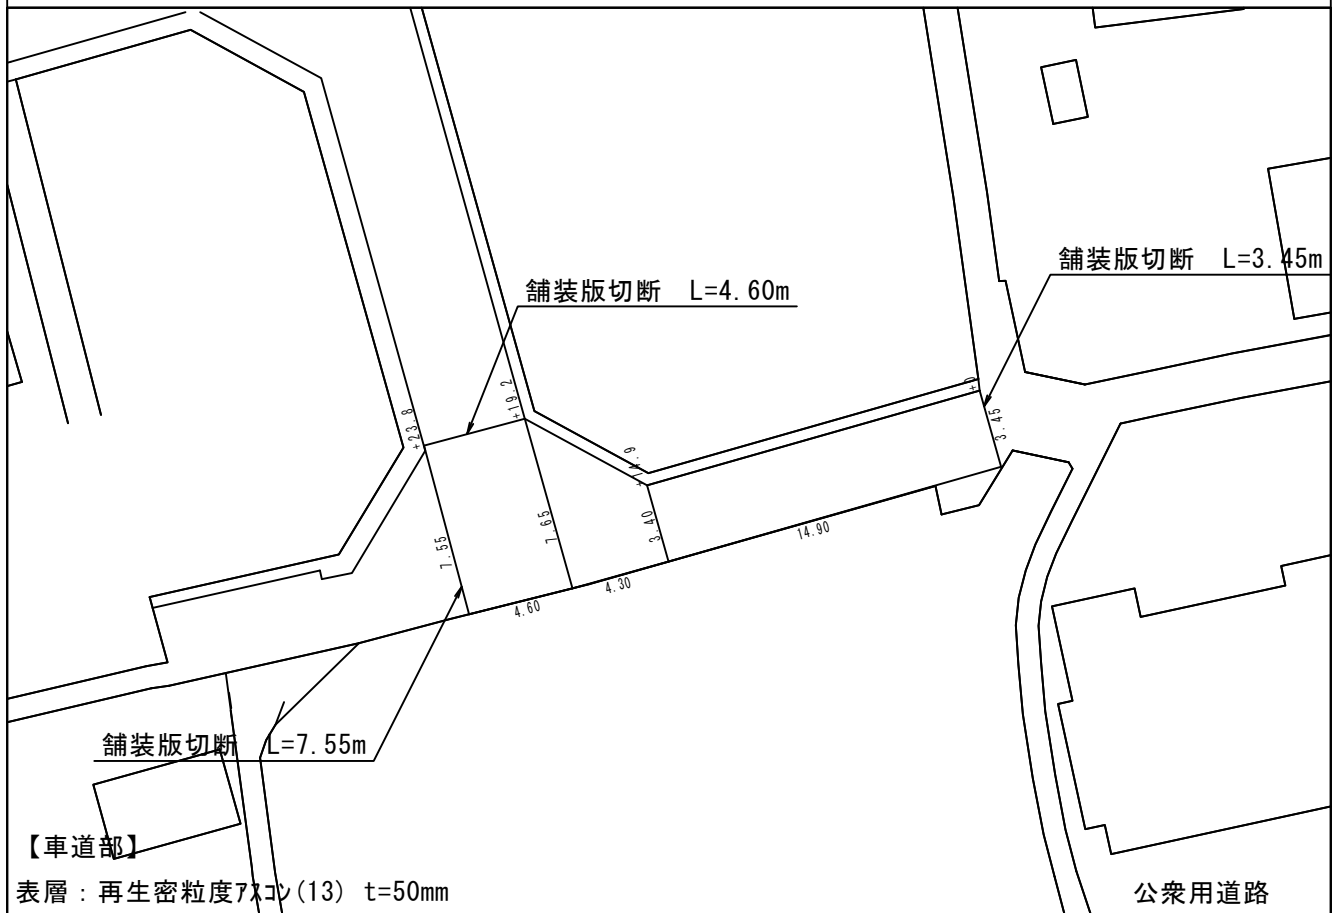 舗装版切断　L=3.45m
舗装版切断　L=4.60m
+0
+19.2
+23.8
3.45
+14.9
7.65
3.40
14.90
7.55
4.30
4.60
舗装版切断　L=7.55m
【車道部】
表層：再生密粒度ｱｽｺﾝ(13) t=50mm
公衆用道路